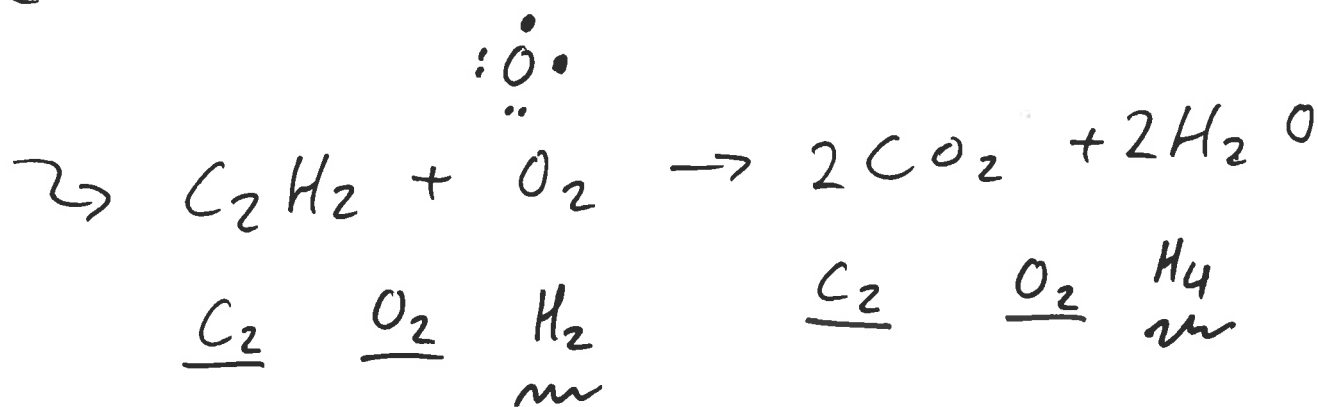 :Ö·
C₂H₂ + O₂ → 2CO₂ + 2H₂O
C₂ O₂ H₂ C₂ O₂ H₄